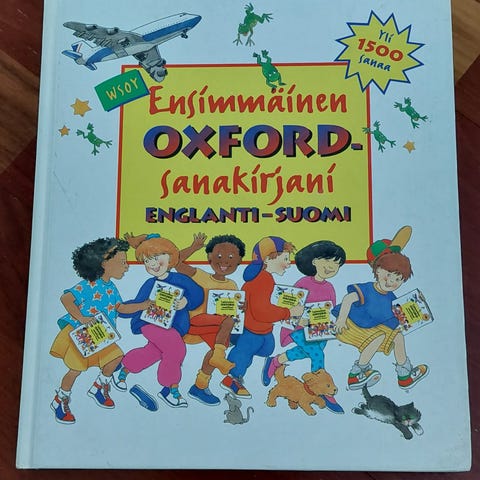 Yli
1500
sanaa
WSOY
Ensimmäinen
OXFORD-
sanakirjani
ENGLANTI-SUOMI